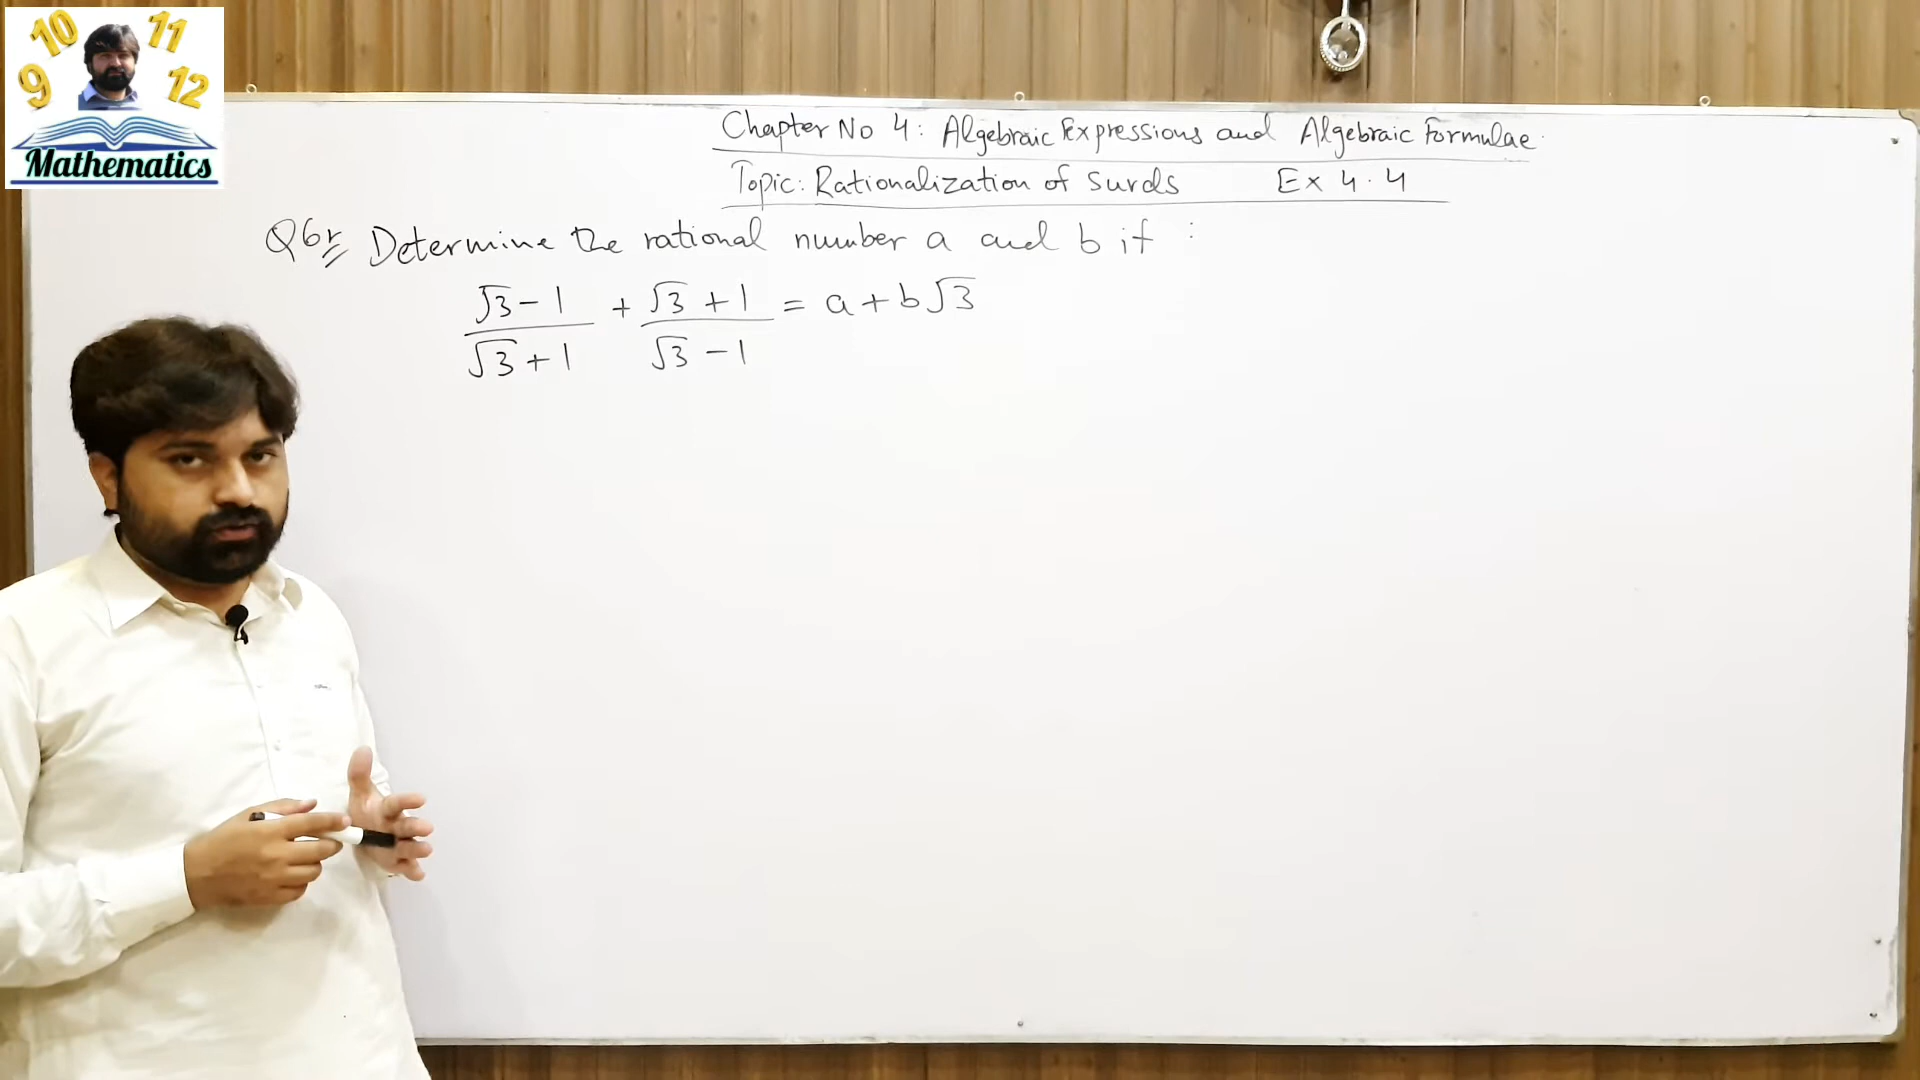 10 11
9 12
Mathematics
Chapter No 4: Algebraic Expressions and Algebraic Formulae.
Topic: Rationalization of Surds Ex 4.4
Q6:- Determine the rational number a and b if :
√3-1 + √3+1 = a+b√3
√3+1 √3-1